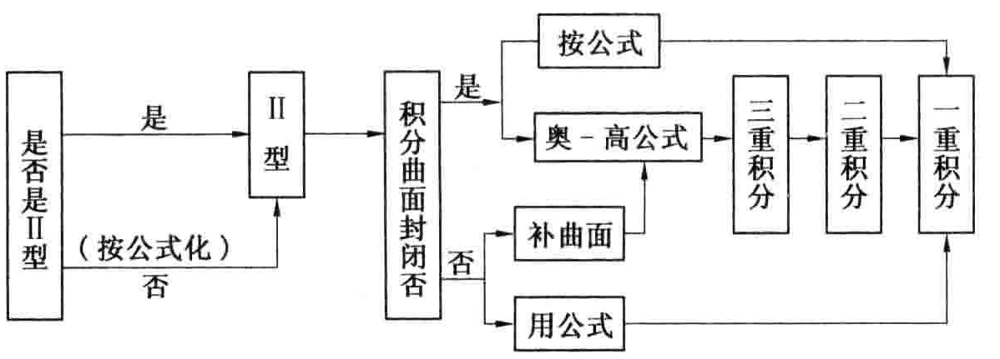 是否是Ⅱ型
是
(按公式化)
否
Ⅱ型
积分曲面封闭否
是
否
按公式
奥-高公式
补曲面
用公式
三重积分
二重积分
一重积分